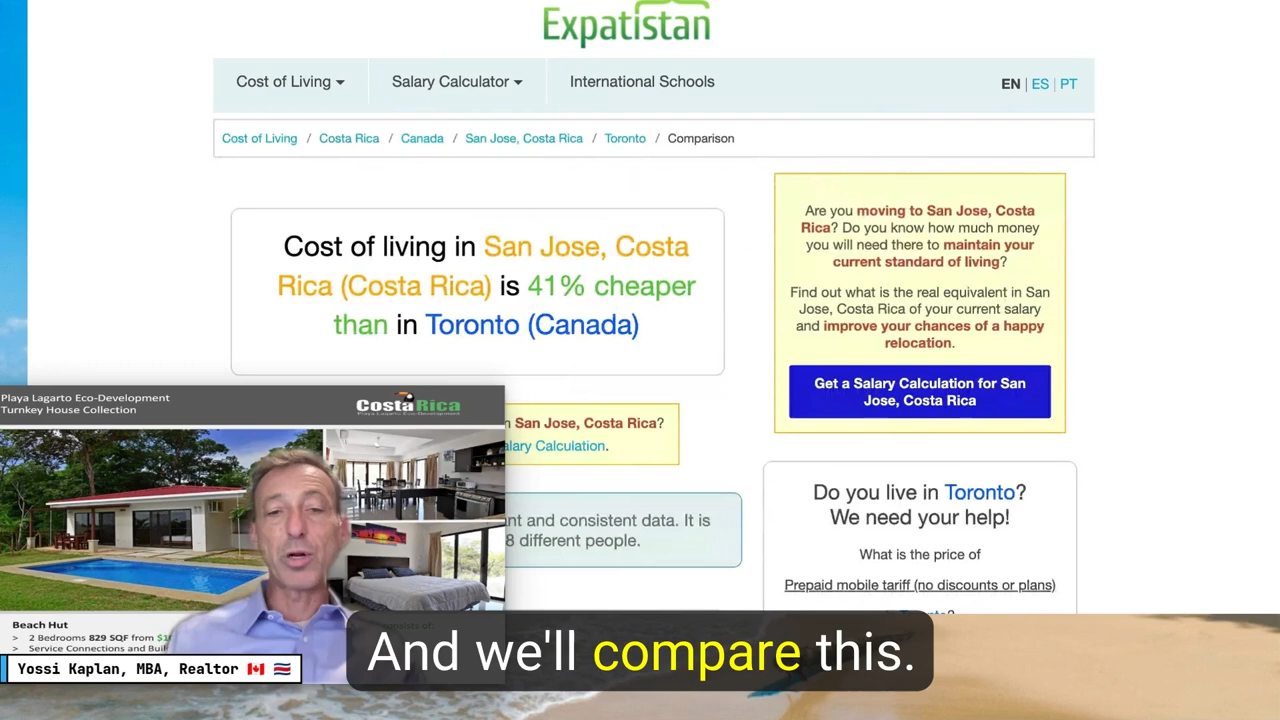 Expatistan
Cost of Living Salary Calculator International Schools EN | ES | PT
Cost of Living / Costa Rica / Canada / San Jose, Costa Rica / Toronto / Comparison
Cost of living in San Jose, Costa
Rica (Costa Rica) is 41% cheaper
than in Toronto (Canada)
Are you moving to San Jose, Costa
Rica? Do you know how much money
you will need there to maintain your
current standard of living?
Find out what is the real equivalent in San
Jose, Costa Rica of your current salary
and improve your chances of a happy
relocation.
Get a Salary Calculation for San
Jose, Costa Rica
San Jose, Costa Rica?
Calculation.
and consistent data. It is
8 different people.
Do you live in Toronto?
We need your help!
What is the price of
Prepaid mobile tariff (no discounts or plans)
Playa Lagarto Eco-Development
Turnkey House Collection
CostaRica
Playa Lagarto Eco-Development
Beach Hut
> 2 Bedrooms 829 SQF from
> Service Connections and
Yossi Kaplan, MBA, Realtor
And we'll compare this.